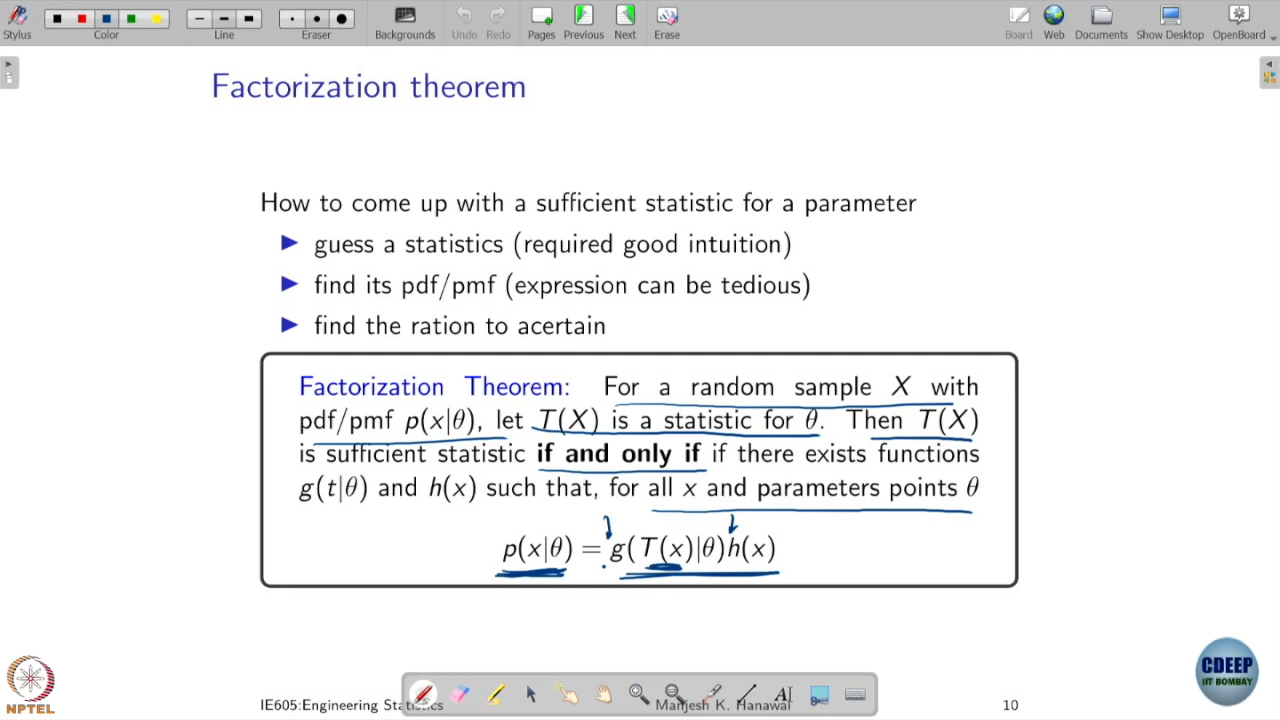 Stylus
Color
Line
Eraser
Backgrounds
Undo
Redo
Pages
Previous
Next
Erase
Board
Web
Documents
Show Desktop
OpenBoard
Factorization theorem
How to come up with a sufficient statistic for a parameter
guess a statistics (required good intuition)
find its pdf/pmf (expression can be tedious)
find the ration to acertain
Factorization Theorem: For a random sample X with
pdf/pmf p(x|θ), let T(X) is a statistic for θ. Then T(X)
is sufficient statistic if and only if if there exists functions
g(t|θ) and h(x) such that, for all x and parameters points θ
p(x|θ) = g(T(x)|θ)h(x)
NPTEL
IE605:Engineering Statistics
Manjesh K. Hanawal
10
CDEEP
IIT BOMBAY